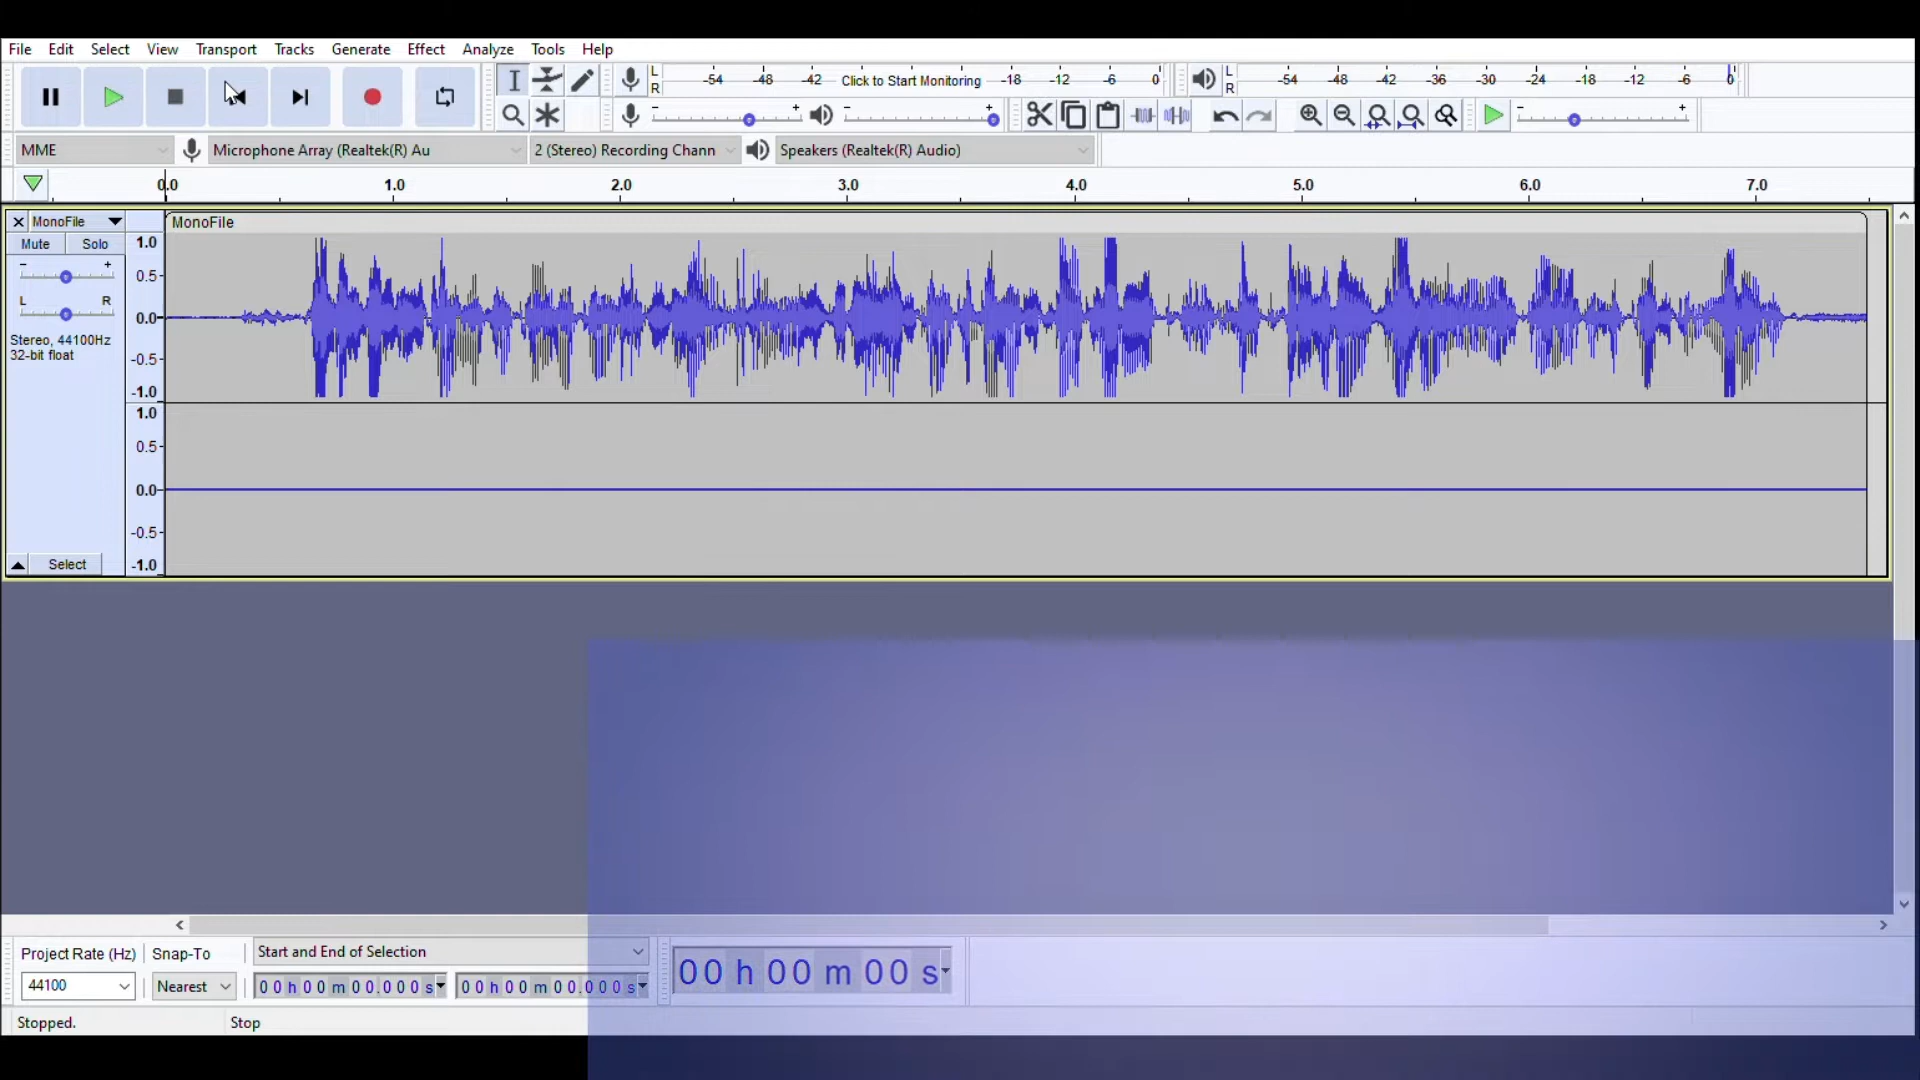 File Edit Select View Transport Tracks Generate Effect Analyze Tools Help
L R -54 -48 -42 Click to Start Monitoring -18 -12 -6 0 L R -54 -48 -42 -36 -30 -24 -18 -12 -6 0
- + - + - +
MME Microphone Array (Realtek(R) Au 2 (Stereo) Recording Chann Speakers (Realtek(R) Audio)
0.0 1.0 2.0 3.0 4.0 5.0 6.0 7.0
MonoFile MonoFile
Mute Solo 1.0
- + 0.5
L R 0.0
Stereo, 44100Hz -0.5
32-bit float
-1.0
1.0
0.5
0.0
-0.5
Select -1.0
Project Rate (Hz) Snap-To Start and End of Selection
44100 Nearest 00 h 00 m 00.000 s 00 h 00 m 00.000 s 00 h 00 m 00 s
Stopped. Stop